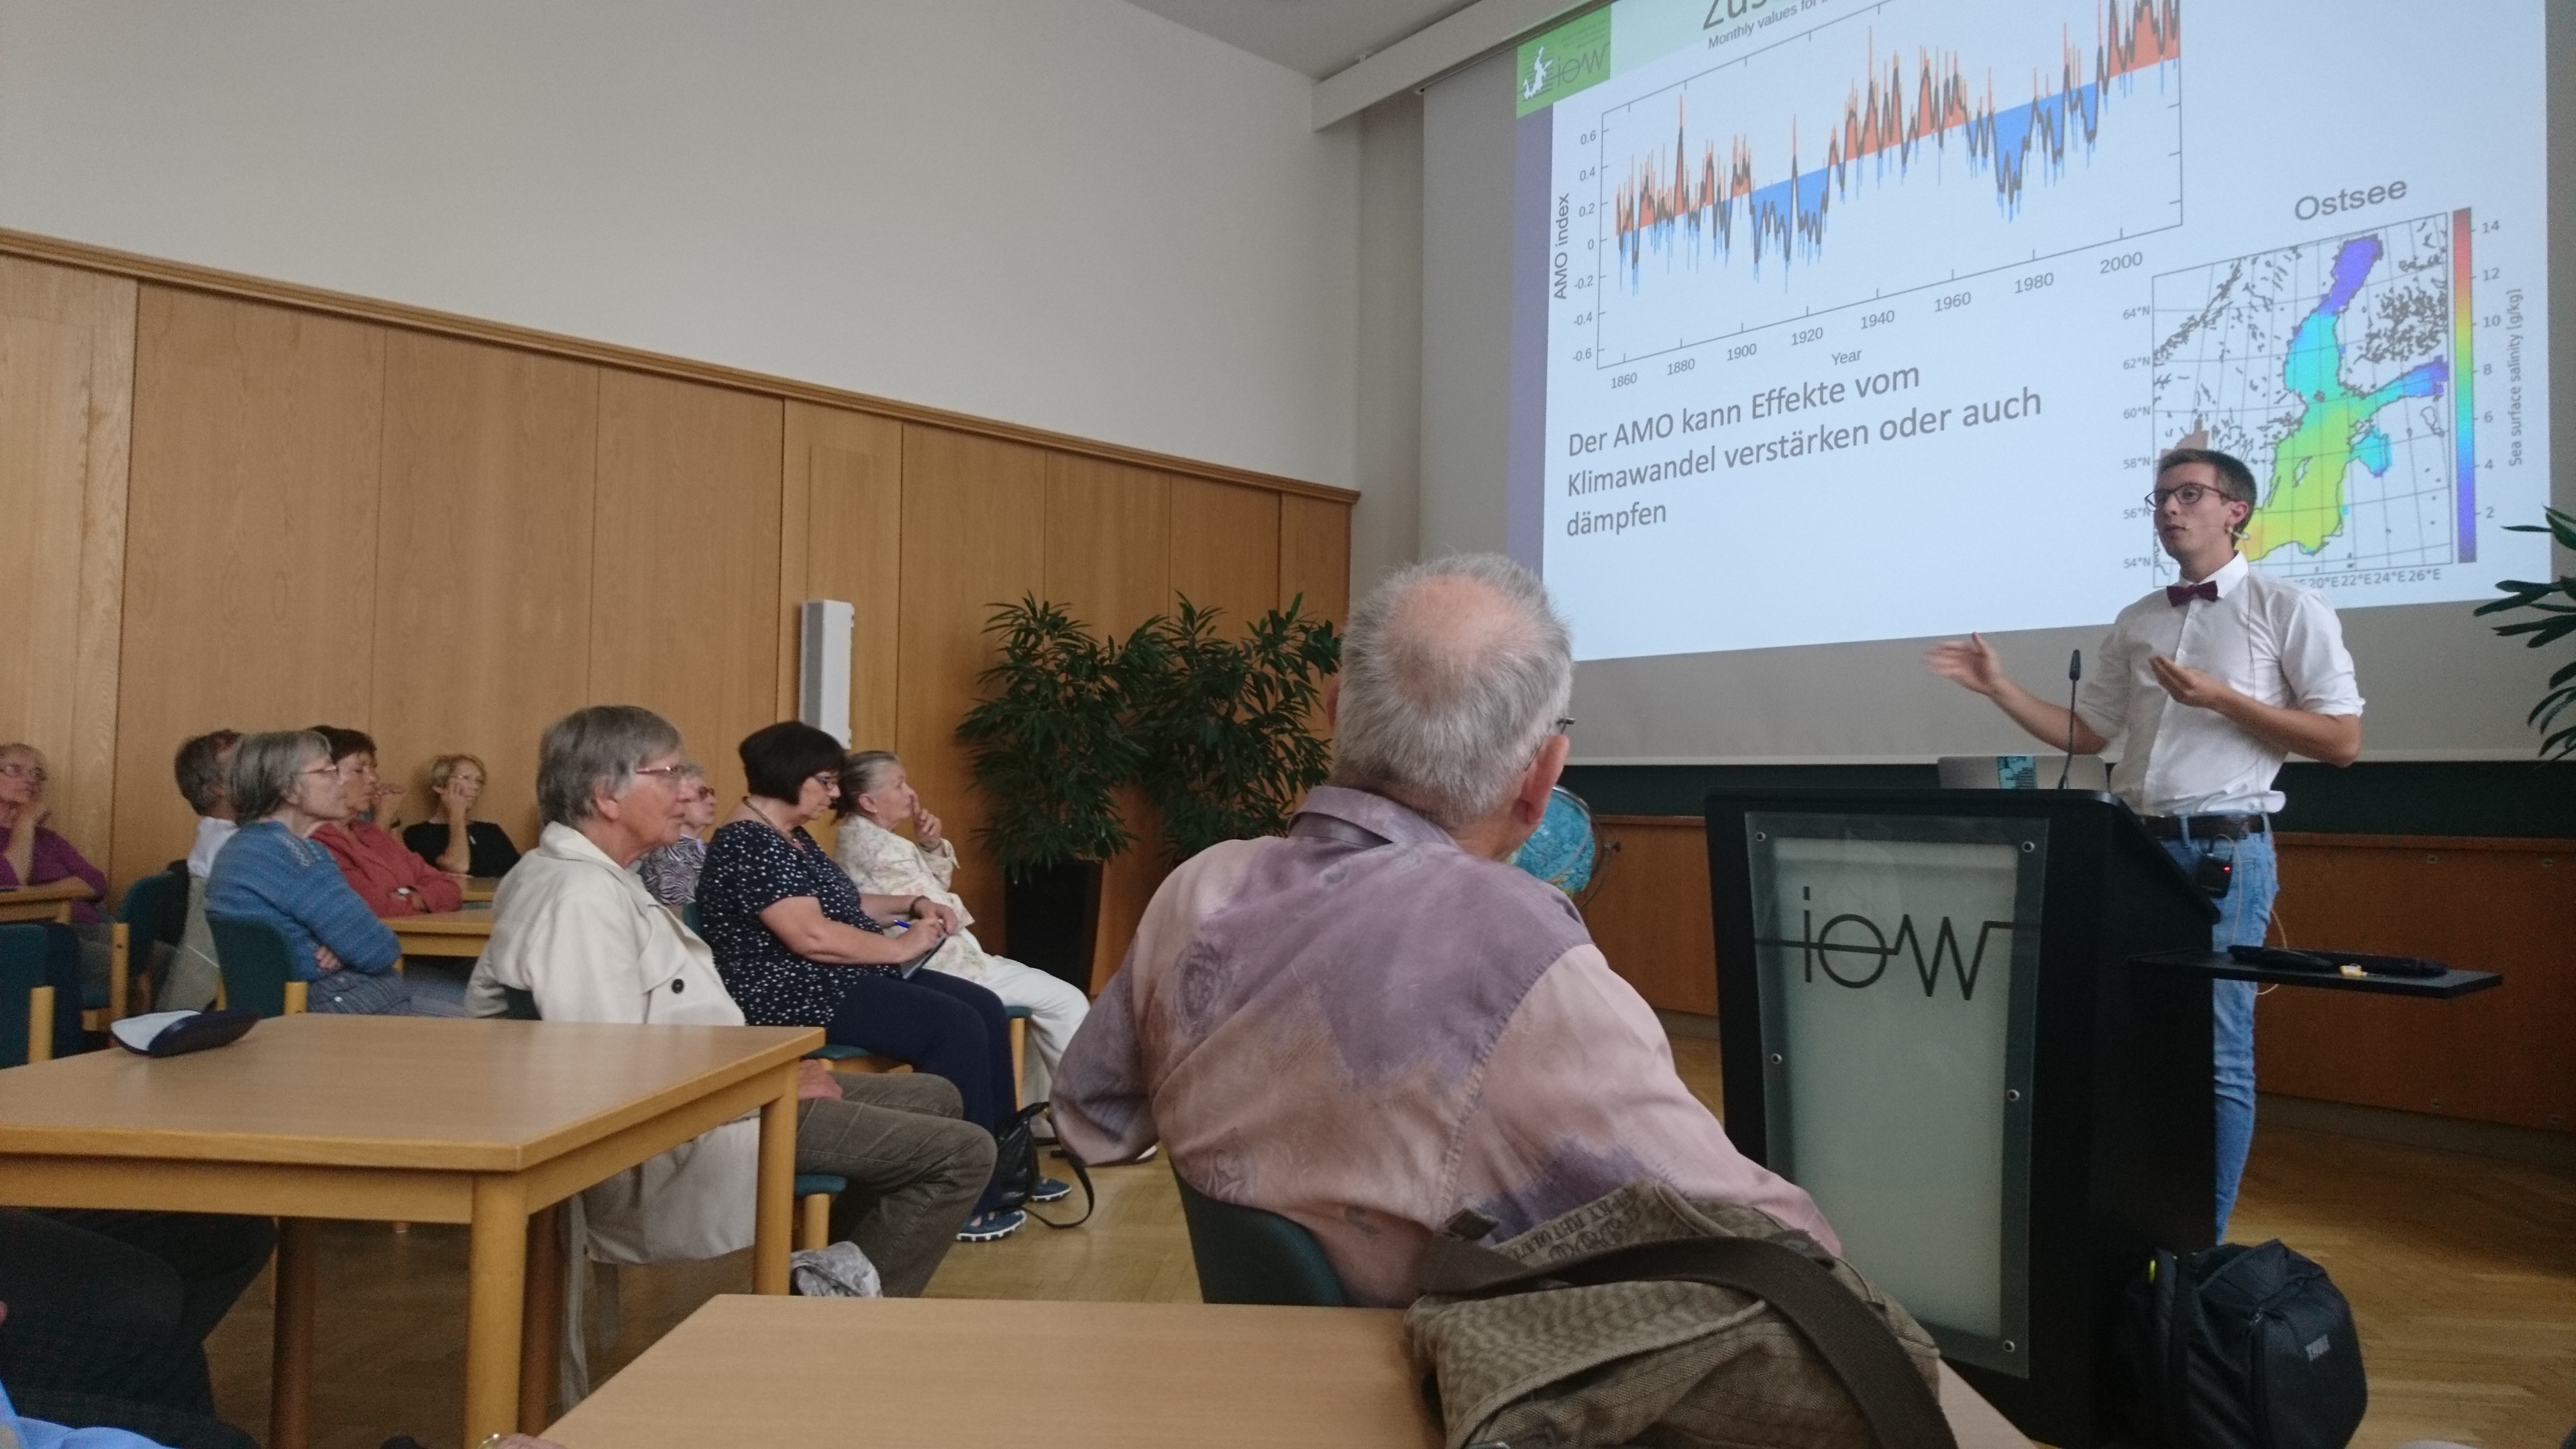 Zus
Monthly values for
iow
AMO index
0.6
0.4
0.2
0
-0.2
-0.4
-0.6
1860
1880
1900
1920
1940
1960
1980
2000
Year
Der AMO kann Effekte vom
Klimawandel verstärken oder auch
dämpfen
Ostsee
64°N
62°N
60°N
58°N
56°N
54°N
20°E 22°E 24°E 26°E
14
12
10
8
6
4
2
Sea surface salinity [g/kg]
iow
THULE